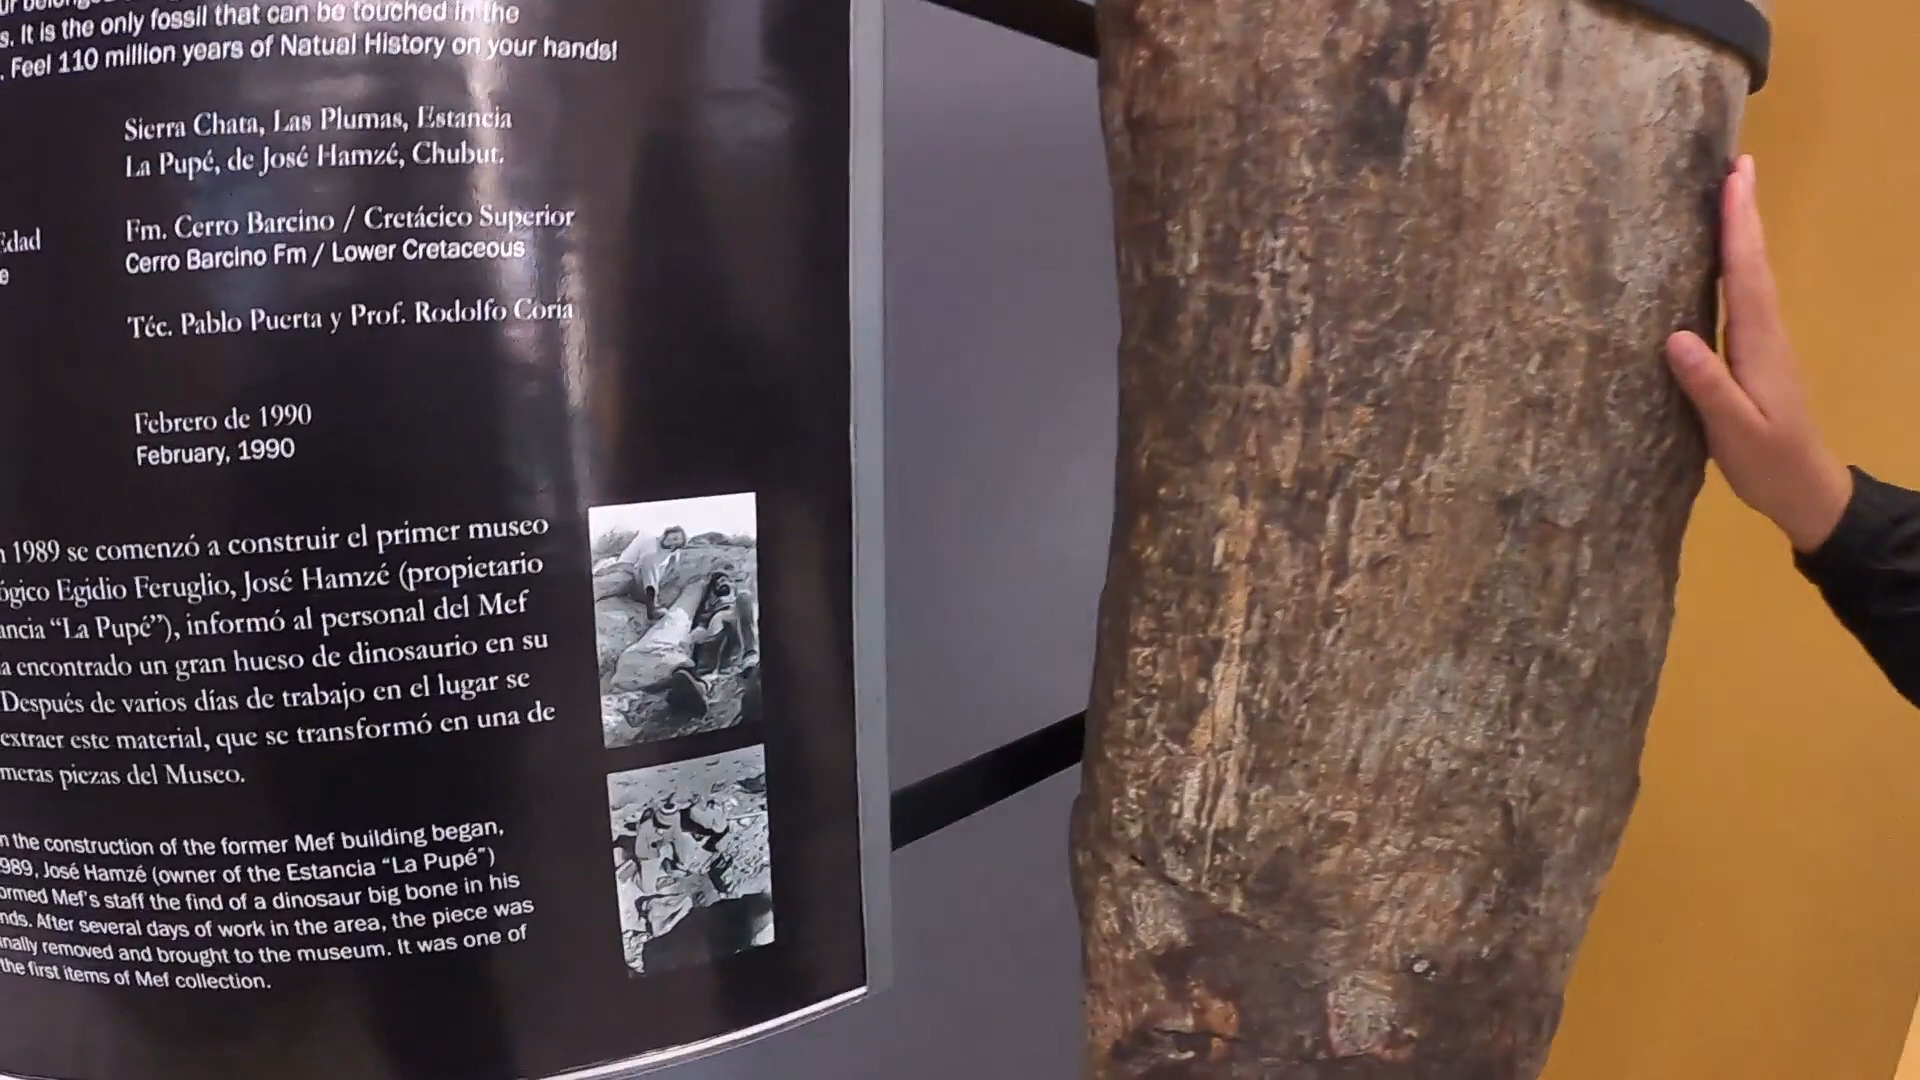 s. It is the only fossil that can be touched in the
. Feel 110 million years of Natual History on your hands!
Sierra Chata, Las Plumas, Estancia
La Pupé, de José Hamzé, Chubut.
Edad
Fm. Cerro Barcino / Cretácico Superior
e
Cerro Barcino Fm / Lower Cretaceous
Téc. Pablo Puerta y Prof. Rodolfo Coria
Febrero de 1990
February, 1990
n 1989 se comenzó a construir el primer museo
ógico Egidio Feruglio, José Hamzé (propietario
ancia “La Pupé”), informó al personal del Mef
a encontrado un gran hueso de dinosaurio en su
Después de varios días de trabajo en el lugar se
extraer este material, que se transformó en una de
meras piezas del Museo.
n the construction of the former Mef building began,
989, José Hamzé (owner of the Estancia “La Pupé”)
ormed Mef's staff the find of a dinosaur big bone in his
nds. After several days of work in the area, the piece was
inally removed and brought to the museum. It was one of
the first items of Mef collection.